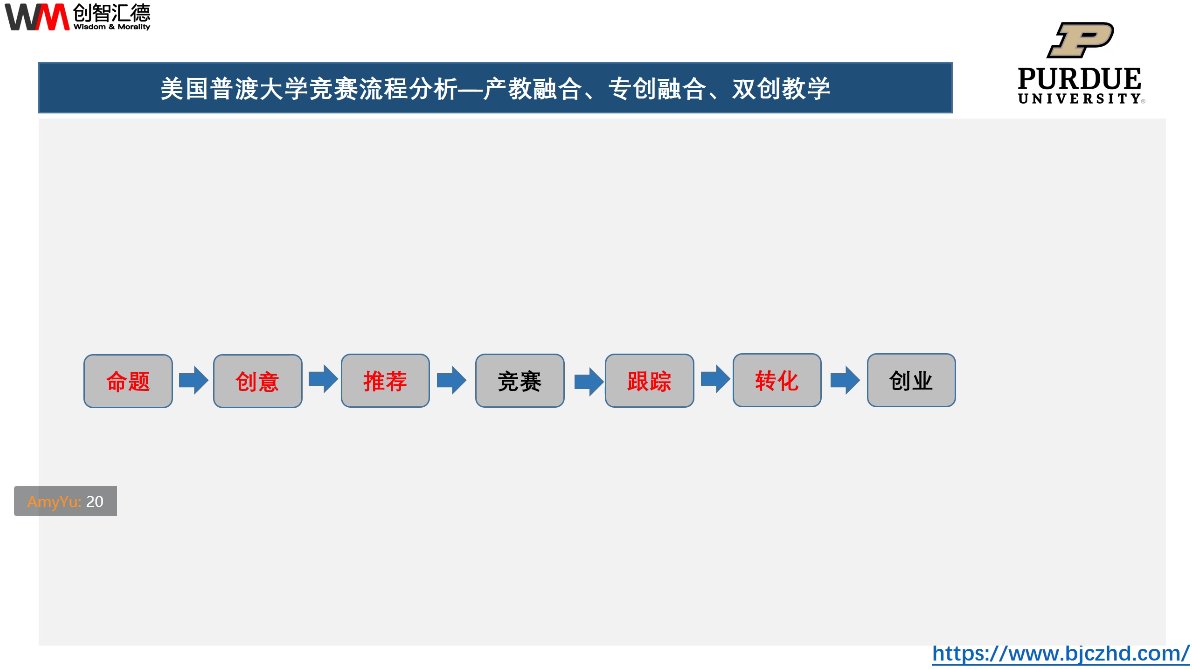 WM 创智汇德
Wisdom & Morality
美国普渡大学竞赛流程分析—产教融合、专创融合、双创教学
P
PURDUE
UNIVERSITY®
命题 创意 推荐 竞赛 跟踪 转化 创业
AmyYu: 20
https://www.bjczhd.com/